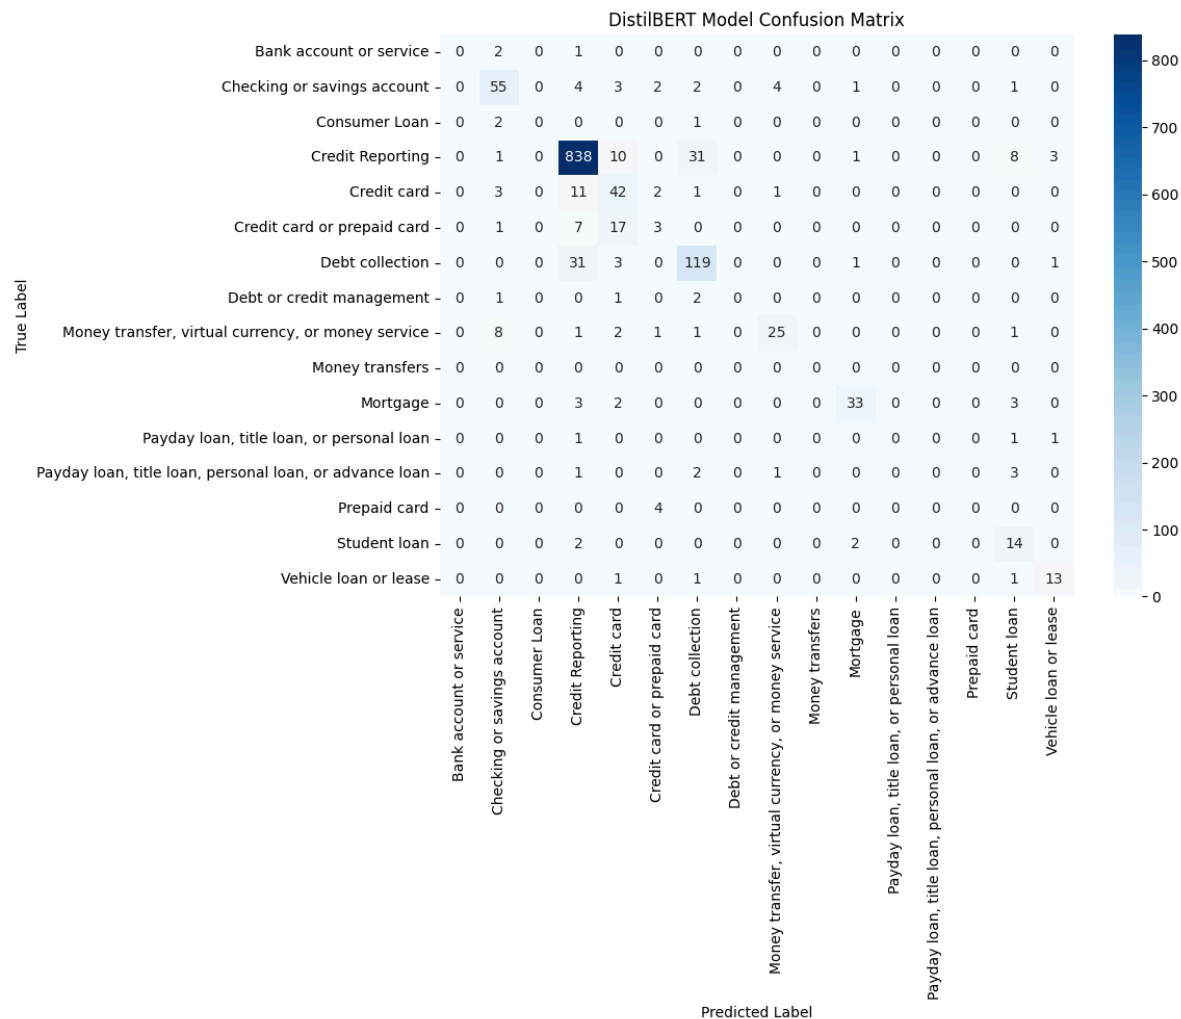 DistilBERT Model Confusion Matrix
Bank account or service 0 2 0 1 0 0 0 0 0 0 0 0 0 0 0 0
Checking or savings account 0 55 0 4 3 2 2 0 4 0 1 0 0 0 1 0
Consumer Loan 0 2 0 0 0 0 1 0 0 0 0 0 0 0 0 0
Credit Reporting 0 1 0 838 10 0 31 0 0 0 1 0 0 0 8 3
Credit card 0 3 0 11 42 2 1 0 1 0 0 0 0 0 0 0
Credit card or prepaid card 0 1 0 7 17 3 0 0 0 0 0 0 0 0 0 0
Debt collection 0 0 0 31 3 0 119 0 0 0 1 0 0 0 0 1
Debt or credit management 0 1 0 0 1 0 2 0 0 0 0 0 0 0 0 0
Money transfer, virtual currency, or money service 0 8 0 1 2 1 1 0 25 0 0 0 0 0 1 0
Money transfers 0 0 0 0 0 0 0 0 0 0 0 0 0 0 0 0
Mortgage 0 0 0 3 2 0 0 0 0 0 33 0 0 0 3 0
Payday loan, title loan, or personal loan 0 0 0 1 0 0 0 0 0 0 0 0 0 0 1 1
Payday loan, title loan, personal loan, or advance loan 0 0 0 1 0 0 2 0 1 0 0 0 0 0 3 0
Prepaid card 0 0 0 0 0 4 0 0 0 0 0 0 0 0 0 0
Student loan 0 0 0 2 0 0 0 0 0 0 2 0 0 0 14 0
Vehicle loan or lease 0 0 0 0 1 0 1 0 0 0 0 0 0 0 1 13
True Label
Bank account or service
Checking or savings account
Consumer Loan
Credit Reporting
Credit card
Credit card or prepaid card
Debt collection
Debt or credit management
Money transfer, virtual currency, or money service
Money transfers
Mortgage
Payday loan, title loan, or personal loan
Payday loan, title loan, personal loan, or advance loan
Prepaid card
Student loan
Vehicle loan or lease
Predicted Label
800
700
600
500
400
300
200
100
0